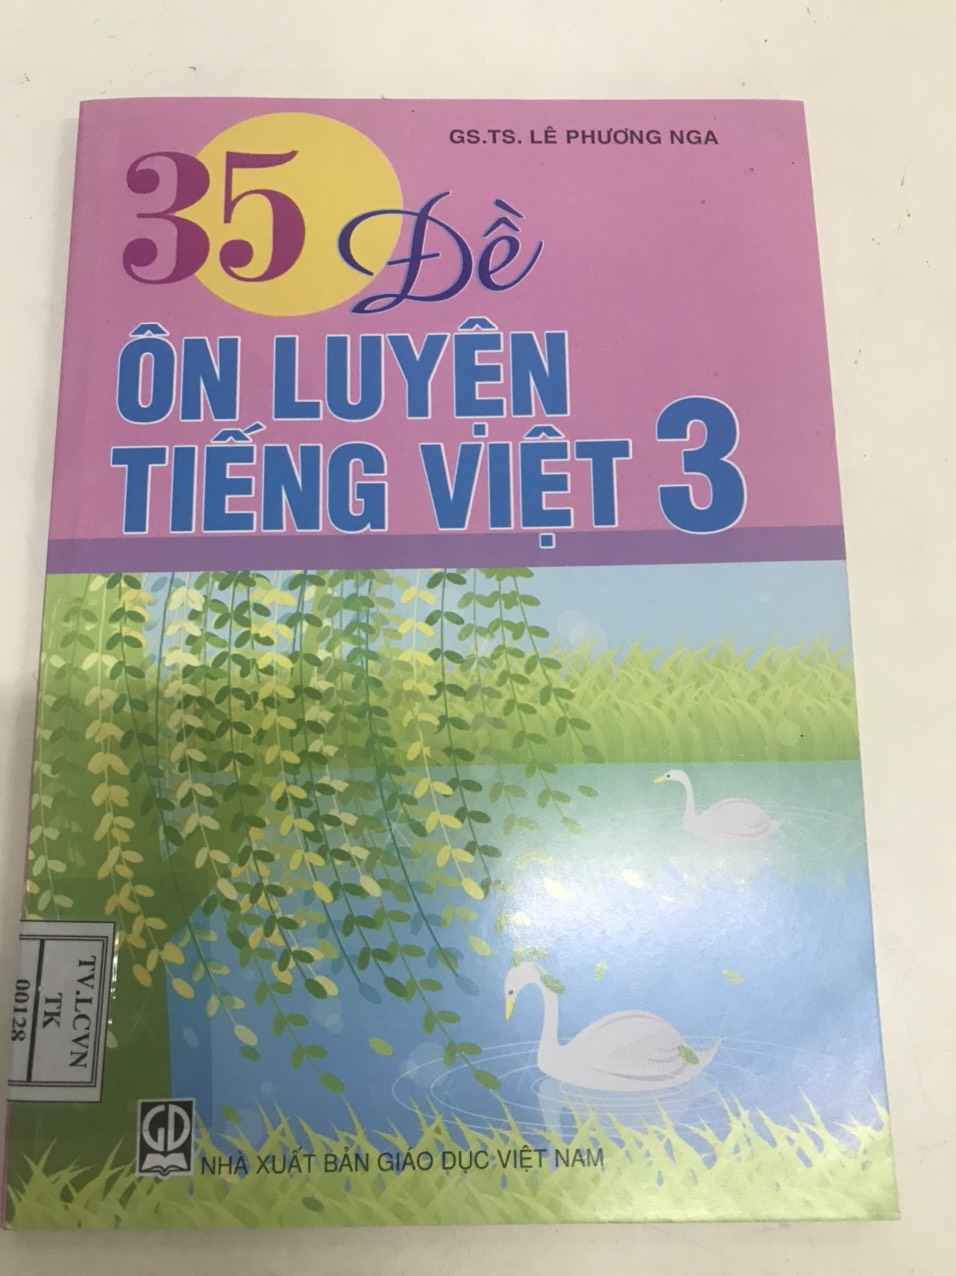 GS.TS. LÊ PHƯƠNG NGA
35 Đề
ÔN LUYỆN
TIẾNG VIỆT 3
TV.LCVN
TK
00128
GD
NHÀ XUẤT BẢN GIÁO DỤC VIỆT NAM